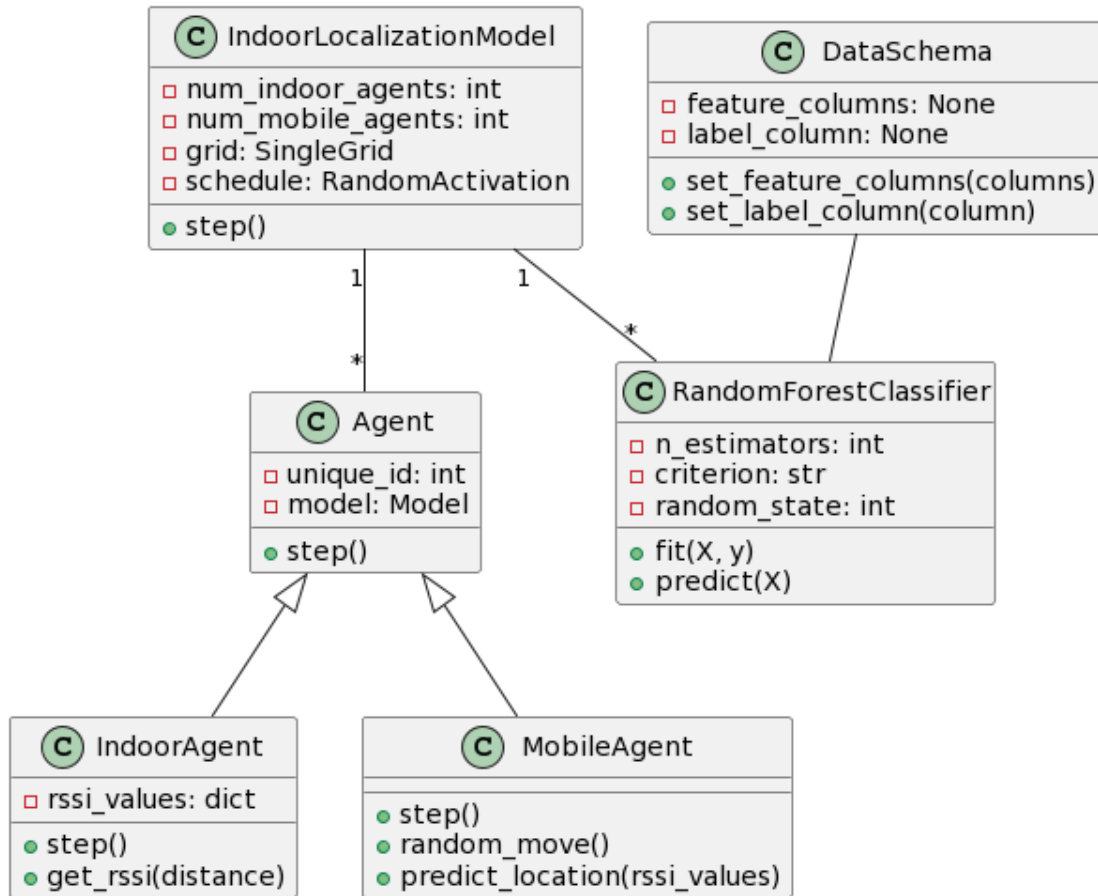 C IndoorLocalizationModel
num_indoor_agents: int
num_mobile_agents: int
grid: SingleGrid
schedule: RandomActivation
step()
C DataSchema
feature_columns: None
label_column: None
set_feature_columns(columns)
set_label_column(column)
1
*
1
*
C Agent
unique_id: int
model: Model
step()
C RandomForestClassifier
n_estimators: int
criterion: str
random_state: int
fit(X, y)
predict(X)
C IndoorAgent
rssi_values: dict
step()
get_rssi(distance)
C MobileAgent
step()
random_move()
predict_location(rssi_values)